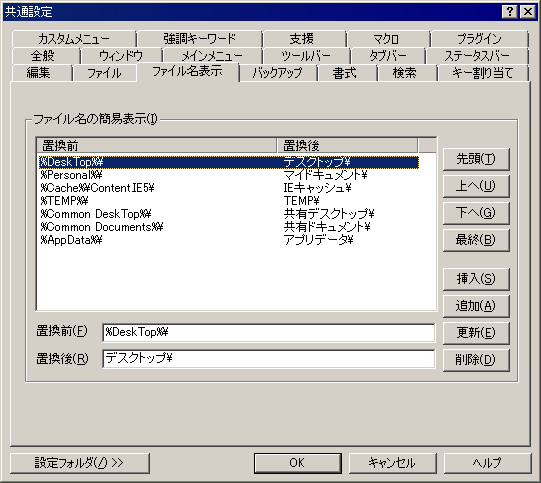 共通設定
カスタムメニュー 強調キーワード 支援 マクロ プラグイン
全般 ウィンドウ メインメニュー ツールバー タブバー ステータスバー
編集 ファイル ファイル名表示 バックアップ 書式 検索 キー割り当て
ファイル名の簡易表示(I)
置換前 置換後
%DeskTop%¥ デスクトップ¥
%Personal%¥ マイドキュメント¥
%Cache%¥ContentIE5¥ IEキャッシュ¥
%TEMP%¥ TEMP¥
%Common DeskTop%¥ 共有デスクトップ¥
%Common Documents%¥ 共有ドキュメント¥
%AppData%¥ アプリデータ¥
先頭(T)
上へ(U)
下へ(G)
最終(B)
挿入(S)
追加(A)
更新(E)
削除(D)
置換前(F) %DeskTop%¥
置換後(R) デスクトップ¥
設定フォルダ(/) >> OK キャンセル ヘルプ